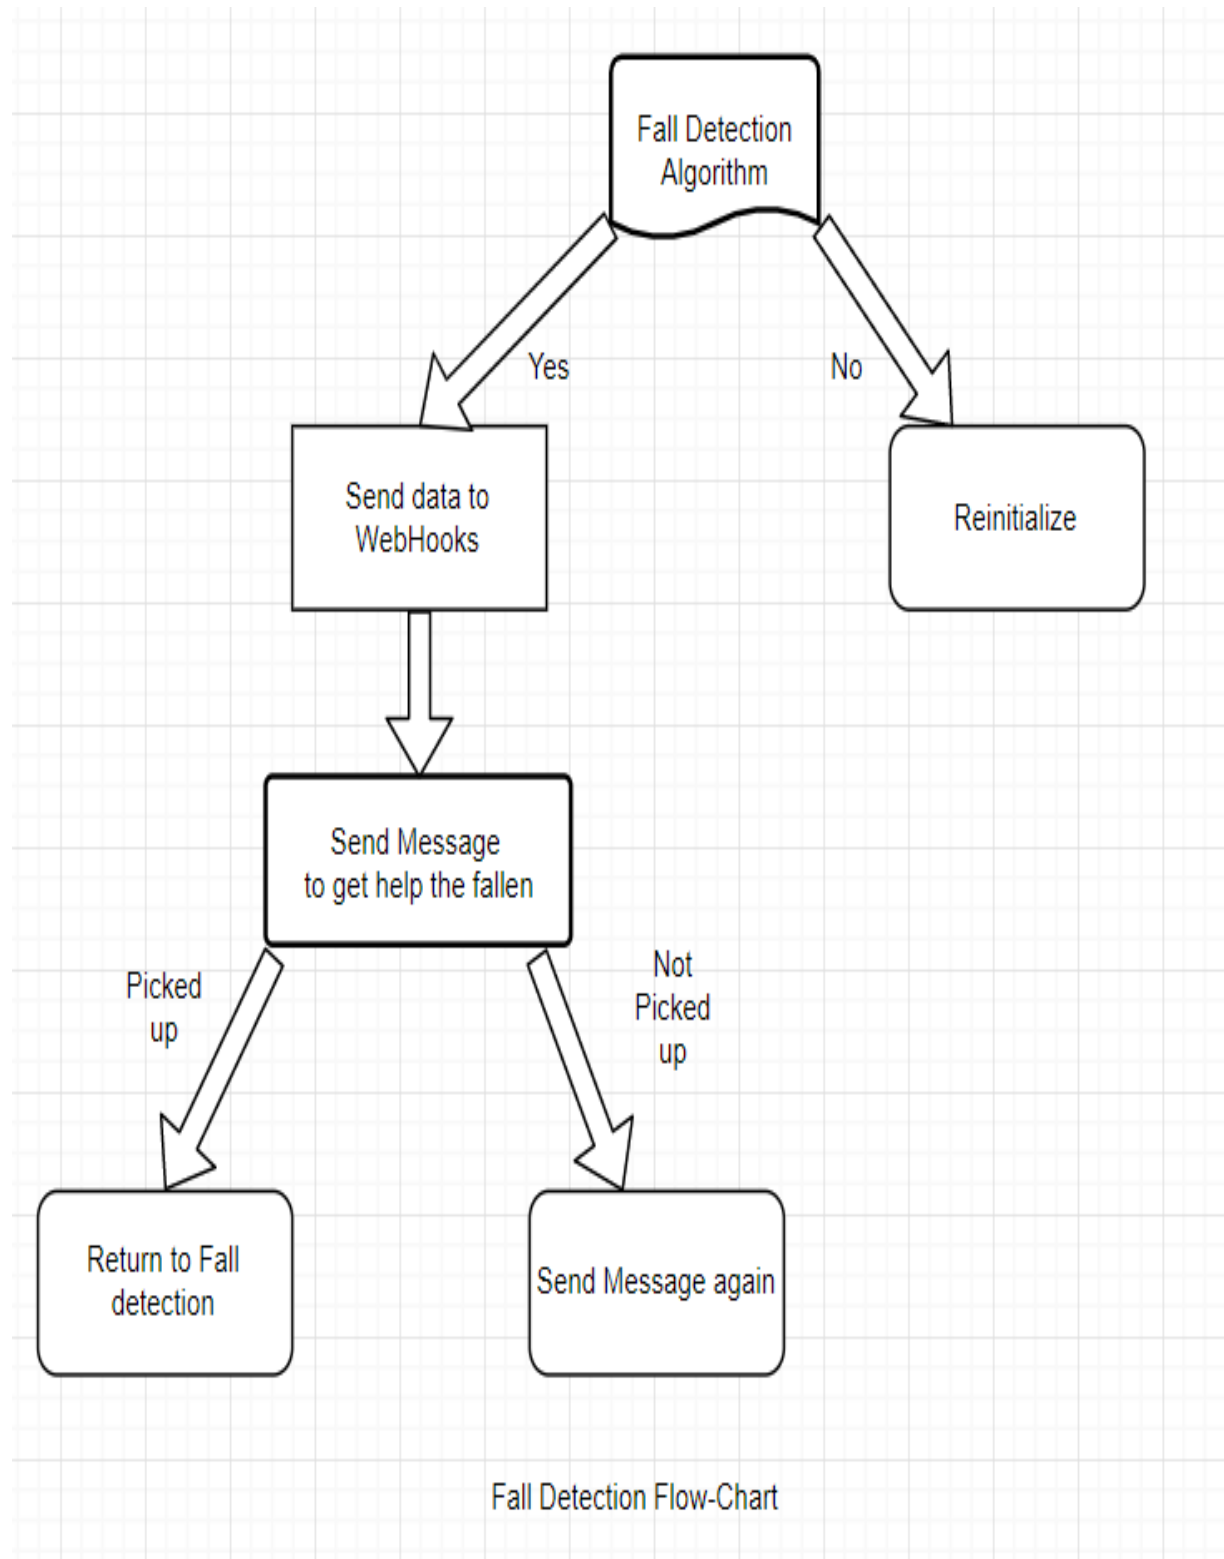 Fall Detection
Algorithm
Yes
No
Send data to
WebHooks
Reinitialize
Send Message
to get help the fallen
Picked
up
Not
Picked
up
Return to Fall
detection
Send Message again
Fall Detection Flow-Chart